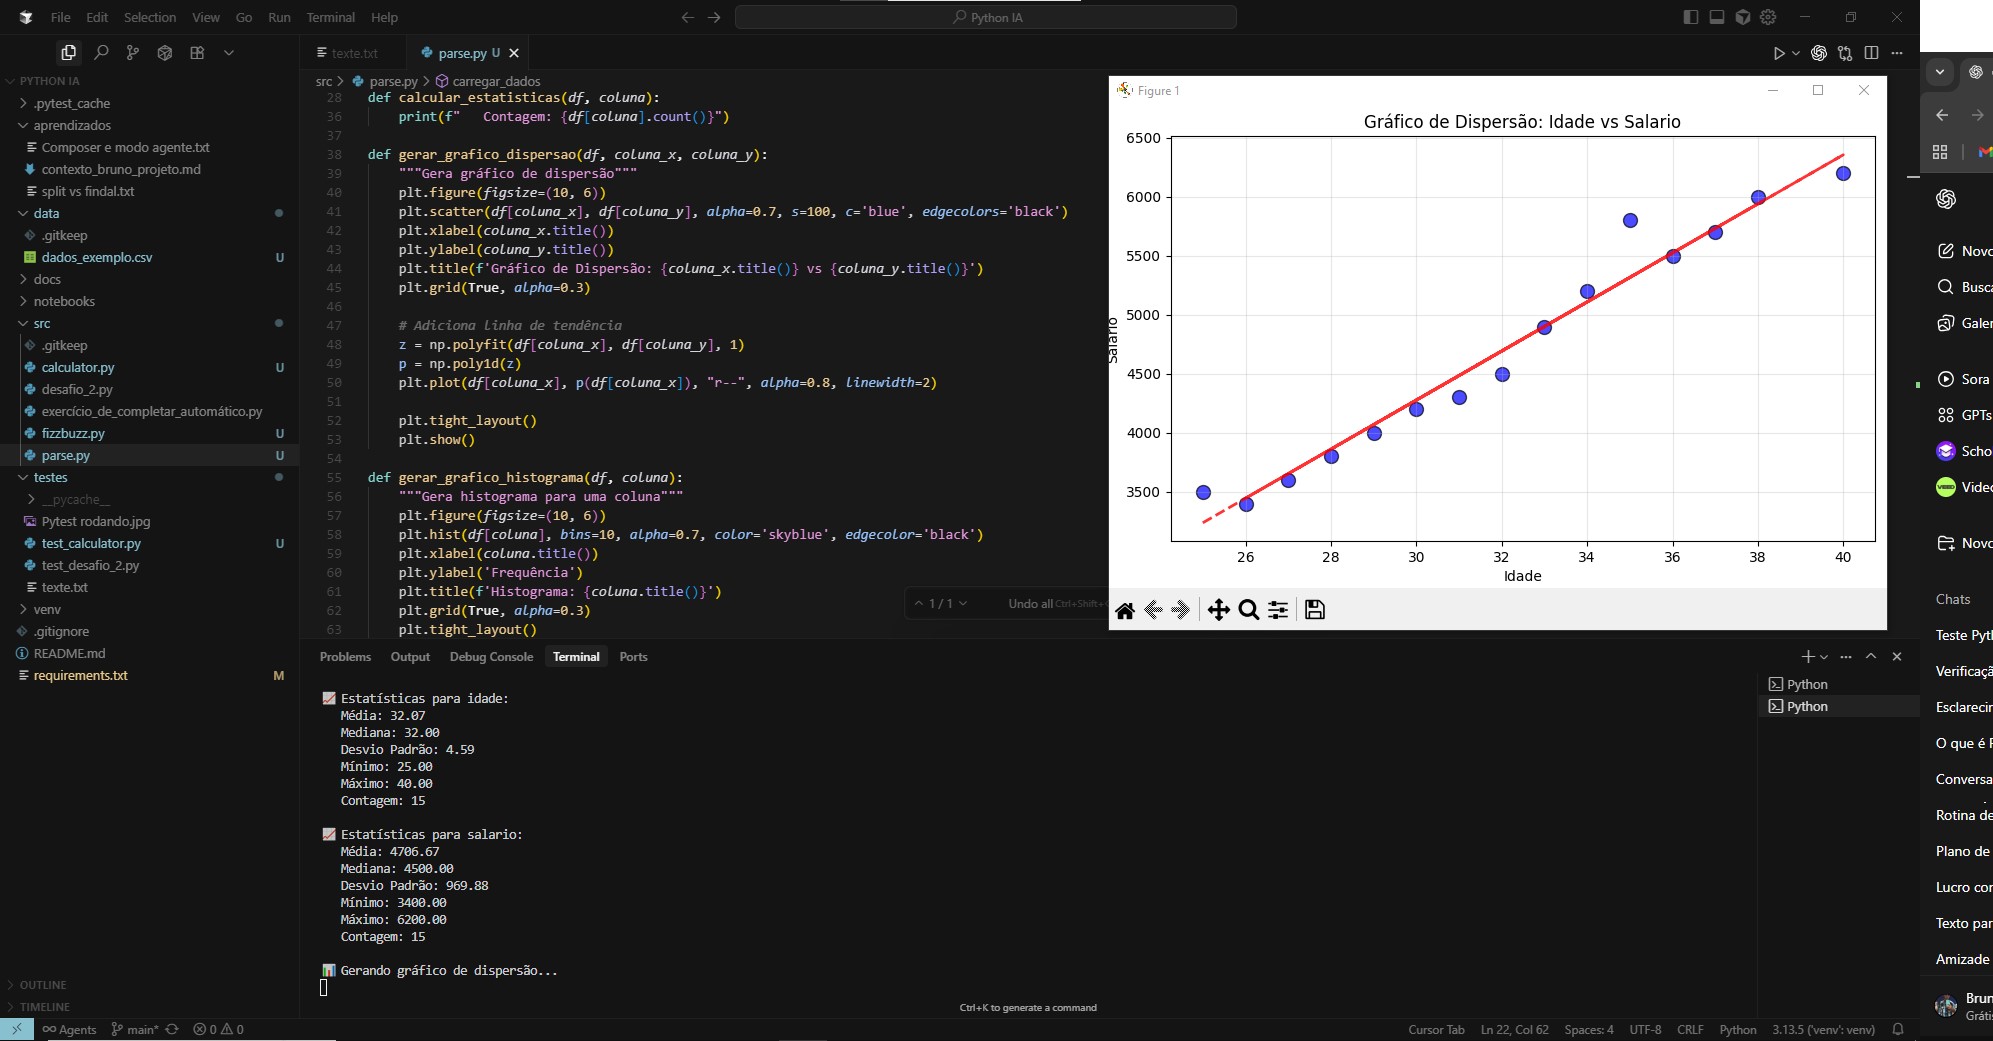 File Edit Selection View Go Run Terminal Help
Python IA
PYTHON IA
.pytest_cache
aprendizados
Composer e modo agente.txt
contexto_bruno_projeto.md
split vs findal.txt
data
.gitkeep
dados_exemplo.csv U
docs
notebooks
src
.gitkeep
calculator.py U
desafio_2.py
exercício_de_completar_automático.py
fizzbuzz.py U
parse.py U
testes
__pycache__
Pytest rodando.jpg
test_calculator.py U
test_desafio_2.py
texte.txt
venv
.gitignore
README.md
requirements.txt M
OUTLINE
TIMELINE
texte.txt
parse.py U
src > parse.py > carregar_dados
28 def calcular_estatisticas(df, coluna):
36 print(f"   Contagem: {df[coluna].count()}")
37
38 def gerar_grafico_dispersao(df, coluna_x, coluna_y):
39 """Gera gráfico de dispersão"""
40 plt.figure(figsize=(10, 6))
41 plt.scatter(df[coluna_x], df[coluna_y], alpha=0.7, s=100, c='blue', edgecolors='black')
42 plt.xlabel(coluna_x.title())
43 plt.ylabel(coluna_y.title())
44 plt.title(f'Gráfico de Dispersão: {coluna_x.title()} vs {coluna_y.title()}')
45 plt.grid(True, alpha=0.3)
46
47 # Adiciona linha de tendência
48 z = np.polyfit(df[coluna_x], df[coluna_y], 1)
49 p = np.poly1d(z)
50 plt.plot(df[coluna_x], p(df[coluna_x]), "r--", alpha=0.8, linewidth=2)
51
52 plt.tight_layout()
53 plt.show()
54
55 def gerar_grafico_histograma(df, coluna):
56 """Gera histograma para uma coluna"""
57 plt.figure(figsize=(10, 6))
58 plt.hist(df[coluna], bins=10, alpha=0.7, color='skyblue', edgecolor='black')
59 plt.xlabel(coluna.title())
60 plt.ylabel('Frequência')
61 plt.title(f'Histograma: {coluna.title()}')
62 plt.grid(True, alpha=0.3)
63 plt.tight_layout()
1 / 1
Undo all Ctrl+Shift+
Figure 1
Gráfico de Dispersão: Idade vs Salario
6500
6000
5500
5000
4500
4000
3500
Salario
26 28 30 32 34 36 38 40
Idade
Problems Output Debug Console Terminal Ports
Estatísticas para idade:
Média: 32.07
Mediana: 32.00
Desvio Padrão: 4.59
Mínimo: 25.00
Máximo: 40.00
Contagem: 15
Estatísticas para salario:
Média: 4706.67
Mediana: 4500.00
Desvio Padrão: 969.88
Mínimo: 3400.00
Máximo: 6200.00
Contagem: 15
Gerando gráfico de dispersão...
Ctrl+K to generate a command
Python
Python
Agents main* 0 0
Cursor Tab Ln 22, Col 62 Spaces: 4 UTF-8 CRLF Python 3.13.5 ('venv': venv)
Novo
Busca
Galer
Sora
GPTs
Scho
Video
Novo
Chats
Teste Pyt
Verificaçã
Esclarecir
O que é
Conversa
Rotina de
Plano de
Lucro cor
Texto par
Amizade
Brun
Grátis